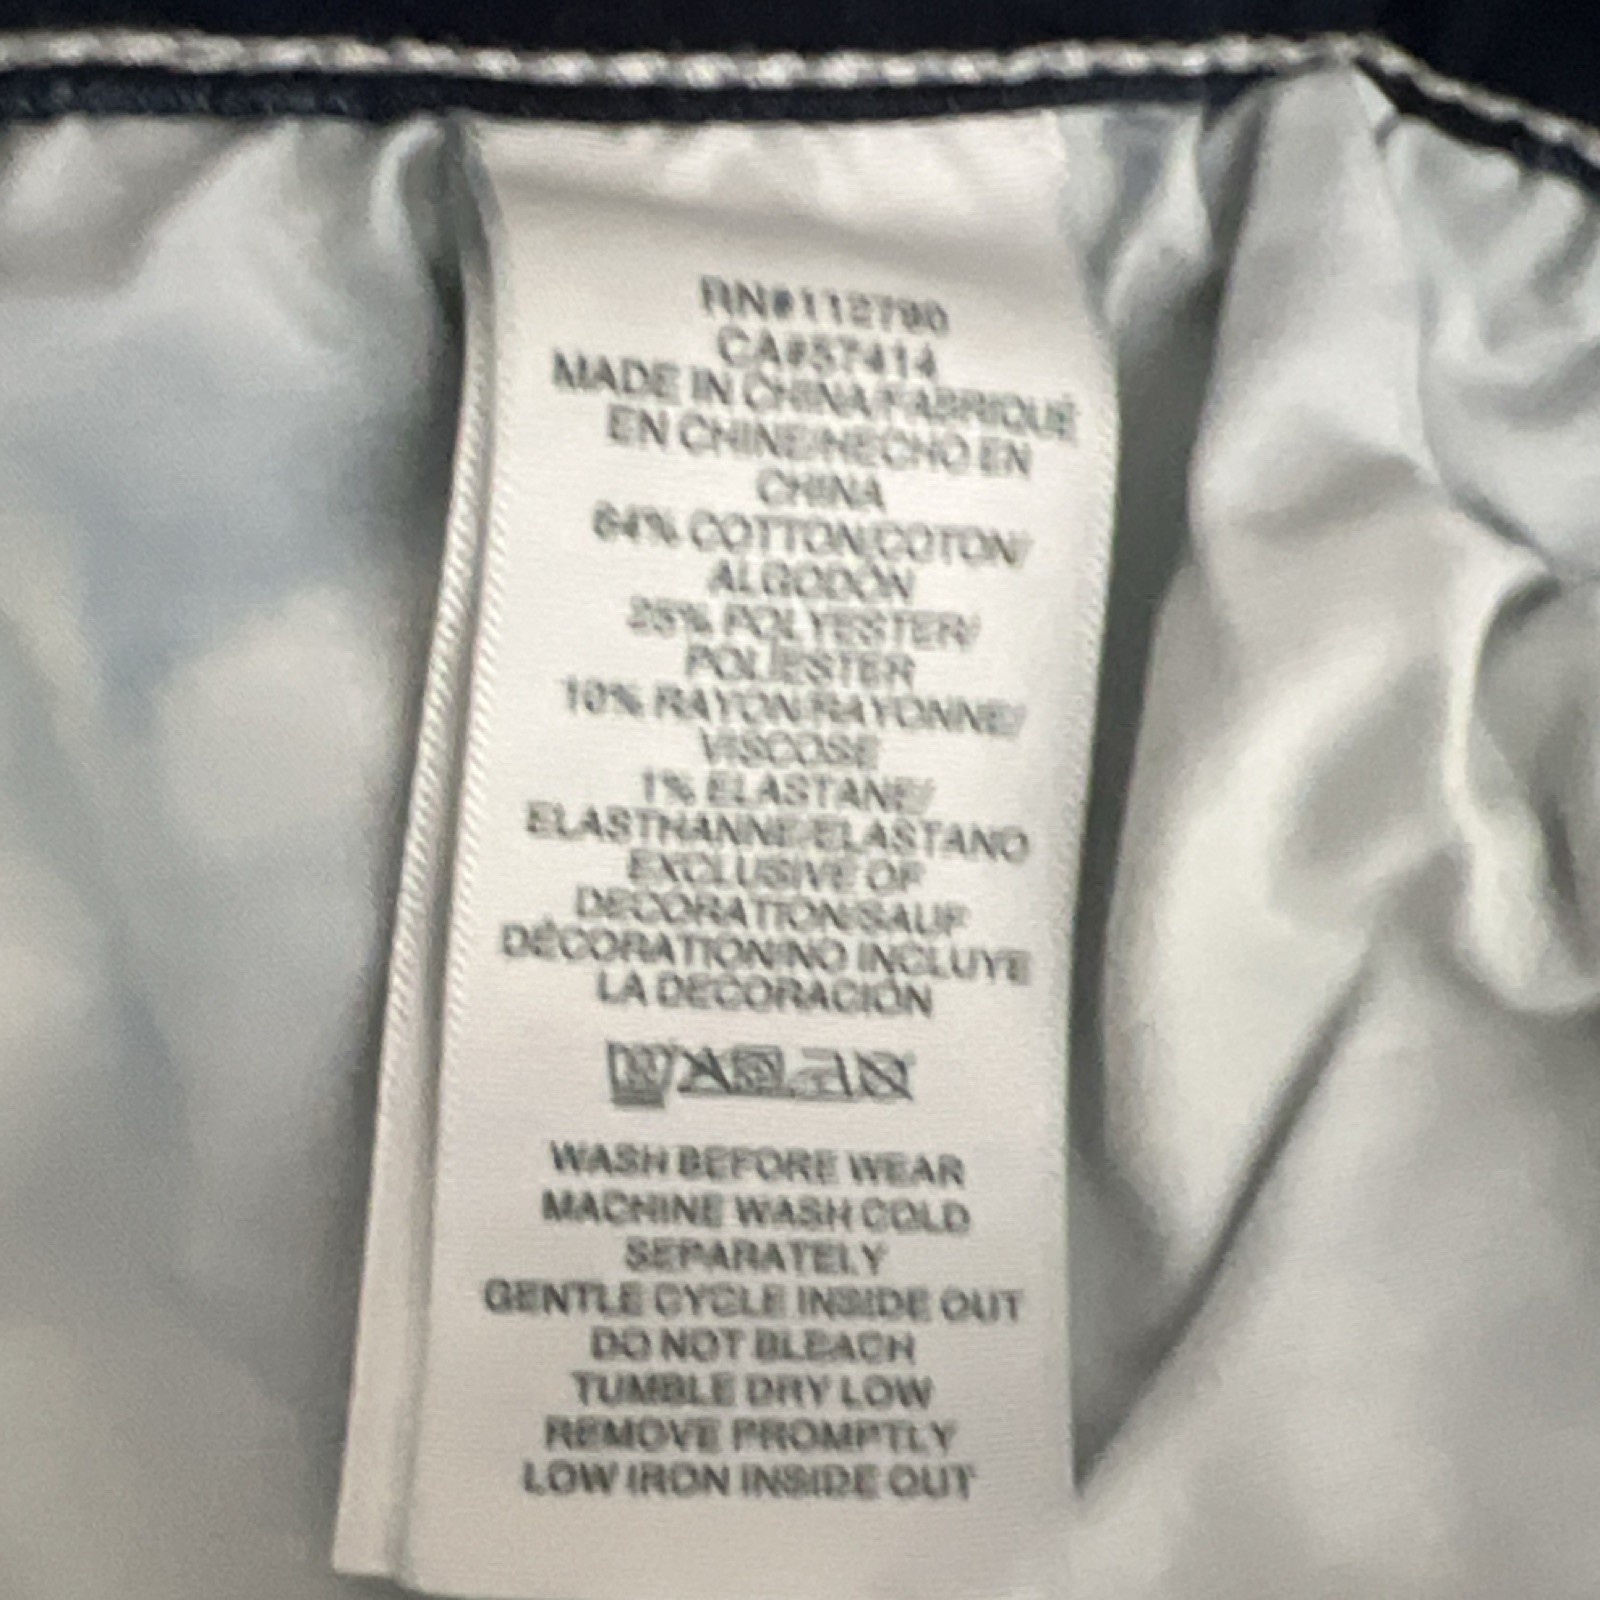 RN#112790
CA#57414
MADE IN CHINA/FABRIQUÉ
EN CHINE/HECHO EN
CHINA
64% COTTON/COTON/
ALGODÓN
25% POLYESTER/
POLIESTER
10% RAYON/RAYONNE/
VISCOSE
1% ELASTANE/
ELASTHANNE/ELASTANO
EXCLUSIVE OF
DECORATION/SAUF
DÉCORATION/NO INCLUYE
LA DECORACIÓN
WASH BEFORE WEAR
MACHINE WASH COLD
SEPARATELY
GENTLE CYCLE INSIDE OUT
DO NOT BLEACH
TUMBLE DRY LOW
REMOVE PROMPTLY
LOW IRON INSIDE OUT